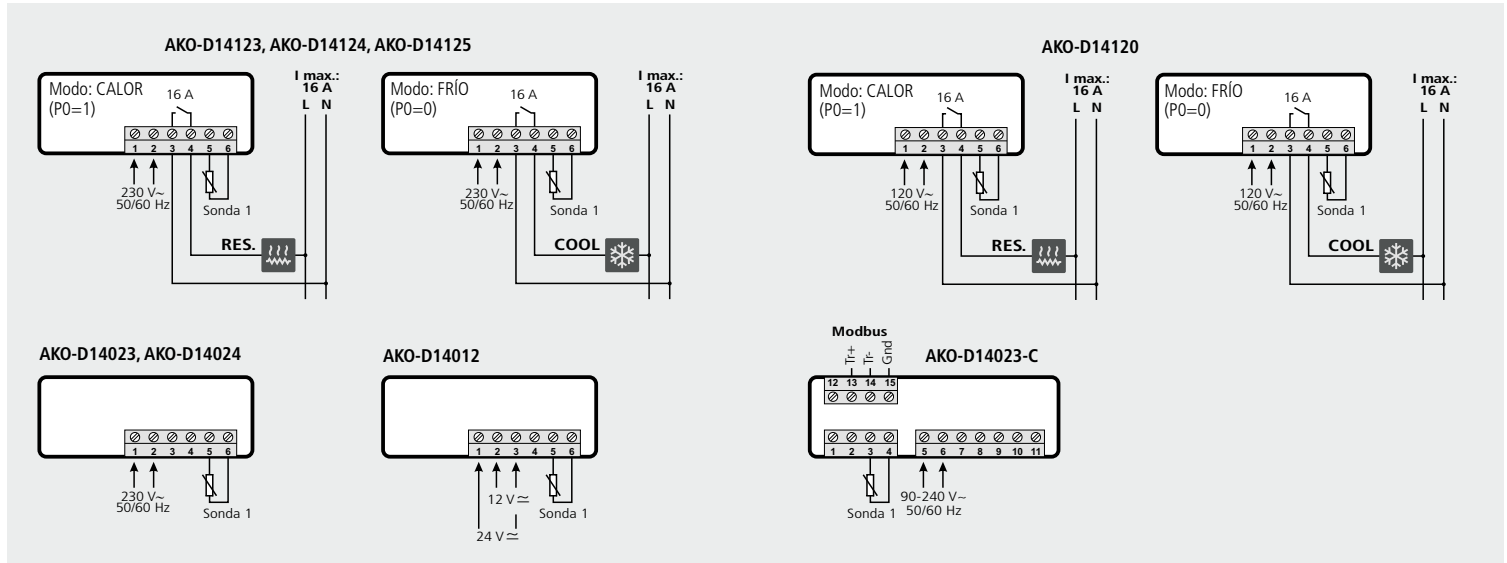 AKO-D14123, AKO-D14124, AKO-D14125
Modo: CALOR
(P0=1)
16 A
1 2 3 4 5 6
230 V~
50/60 Hz
Sonda 1
RES.
I max.:
16 A
L N
Modo: FRÍO
(P0=0)
16 A
1 2 3 4 5 6
230 V~
50/60 Hz
Sonda 1
COOL
I max.:
16 A
L N
AKO-D14120
Modo: CALOR
(P0=1)
16 A
1 2 3 4 5 6
120 V~
50/60 Hz
Sonda 1
RES.
I max.:
16 A
L N
Modo: FRÍO
(P0=0)
16 A
1 2 3 4 5 6
120 V~
50/60 Hz
Sonda 1
COOL
I max.:
16 A
L N
AKO-D14023, AKO-D14024
1 2 3 4 5 6
230 V~
50/60 Hz
Sonda 1
AKO-D14012
1 2 3 4 5 6
12 V≃
Sonda 1
24 V≃
Modbus
Tr+ Tr- Gnd
AKO-D14023-C
12 13 14 15
1 2 3 4 5 6 7 8 9 10 11
90-240 V~
50/60 Hz
Sonda 1